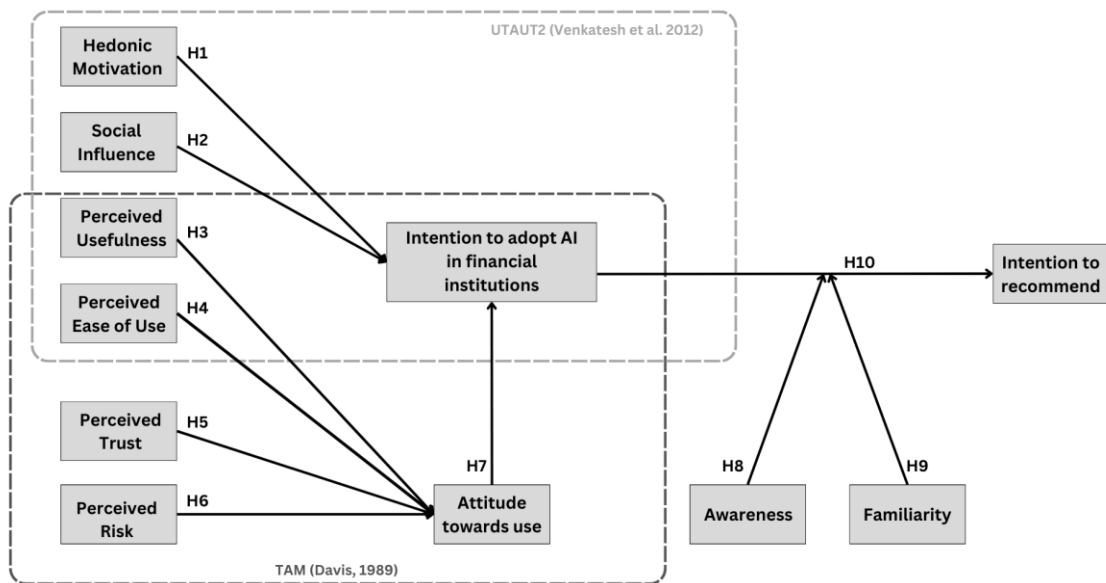 UTAUT2 (Venkatesh et al. 2012)
Hedonic
Motivation
H1
Social
Influence
H2
Perceived
Usefulness
H3
Perceived
Ease of Use
H4
Intention to adopt AI
in financial
institutions
H10
Intention to
recommend
Perceived
Trust
H5
Perceived
Risk
H6
H7
Attitude
towards use
H8
Awareness
H9
Familiarity
TAM (Davis, 1989)